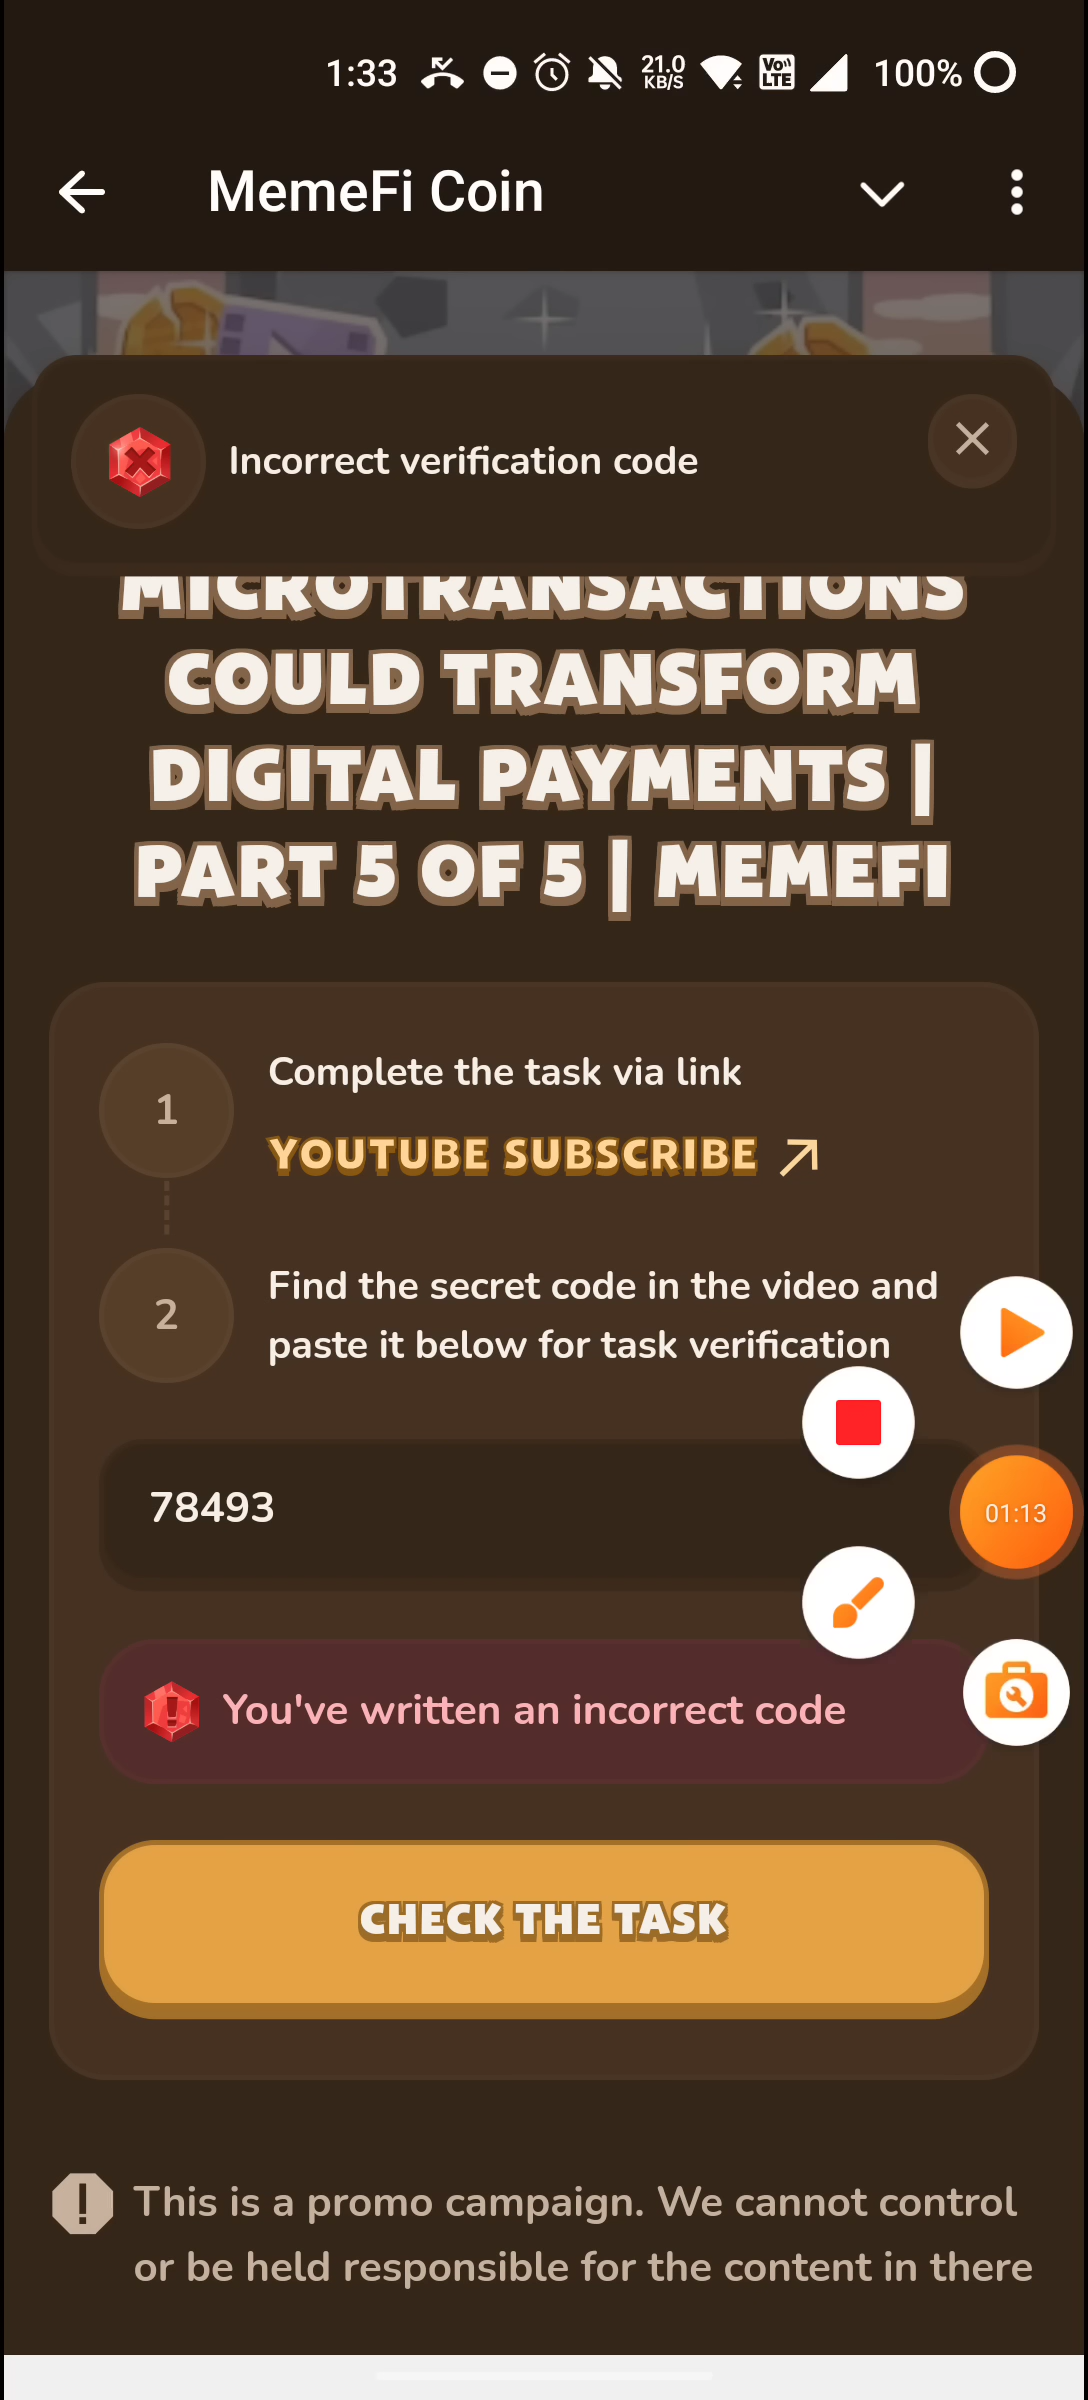 1:33 21.0 KB/S Vo)) LTE 100%
MemeFi Coin
Incorrect verification code
MICROTRANSACTIONS
COULD TRANSFORM
DIGITAL PAYMENTS |
PART 5 OF 5 | MEMEFI
1 Complete the task via link
YOUTUBE SUBSCRIBE
2 Find the secret code in the video and
paste it below for task verification
78493
01:13
You've written an incorrect code
CHECK THE TASK
This is a promo campaign. We cannot control
or be held responsible for the content in there